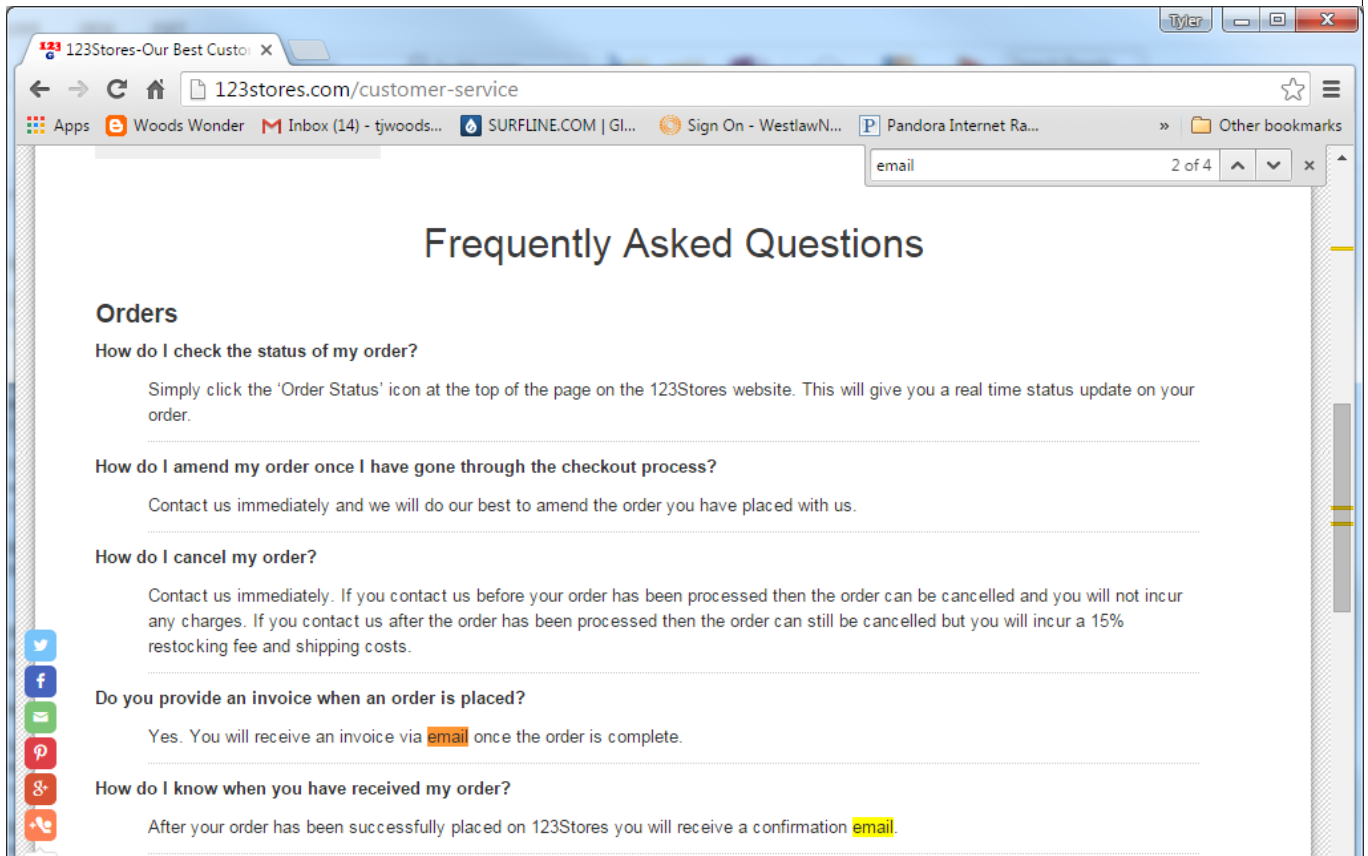 Tyler
123Stores-Our Best Custo
123stores.com/customer-service
Apps Woods Wonder Inbox (14) - tjwoods... SURFLINE.COM | Gl... Sign On - WestlawN... Pandora Internet Ra... » Other bookmarks
email 2 of 4
Frequently Asked Questions
Orders
How do I check the status of my order?
Simply click the ‘Order Status’ icon at the top of the page on the 123Stores website. This will give you a real time status update on your
order.
How do I amend my order once I have gone through the checkout process?
Contact us immediately and we will do our best to amend the order you have placed with us.
How do I cancel my order?
Contact us immediately. If you contact us before your order has been processed then the order can be cancelled and you will not incur
any charges. If you contact us after the order has been processed then the order can still be cancelled but you will incur a 15%
restocking fee and shipping costs.
Do you provide an invoice when an order is placed?
Yes. You will receive an invoice via email once the order is complete.
How do I know when you have received my order?
After your order has been successfully placed on 123Stores you will receive a confirmation email.